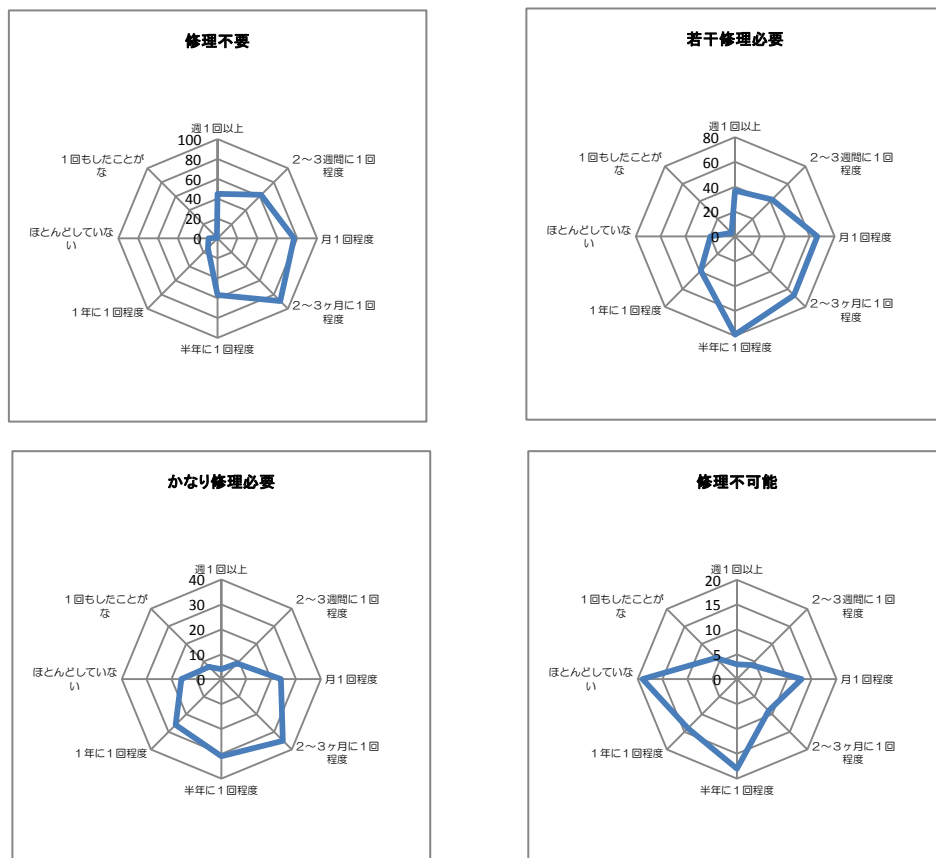 修理不要
週１回以上
100
80
60
40
20
0
２～３週間に１回
程度
月１回程度
２～３ヶ月に１回
程度
半年に１回程度
１年に１回程度
ほとんどしていな
い
１回もしたことが
な
若干修理必要
週１回以上
80
60
40
20
0
２～３週間に１回
程度
月１回程度
２～３ヶ月に１回
程度
半年に１回程度
１年に１回程度
ほとんどしていな
い
１回もしたことが
な
かなり修理必要
週１回以上
40
30
20
10
0
２～３週間に１回
程度
月１回程度
２～３ヶ月に１回
程度
半年に１回程度
１年に１回程度
ほとんどしていな
い
１回もしたことが
な
修理不可能
週１回以上
20
15
10
5
0
２～３週間に１回
程度
月１回程度
２～３ヶ月に１回
程度
半年に１回程度
１年に１回程度
ほとんどしていな
い
１回もしたことが
な